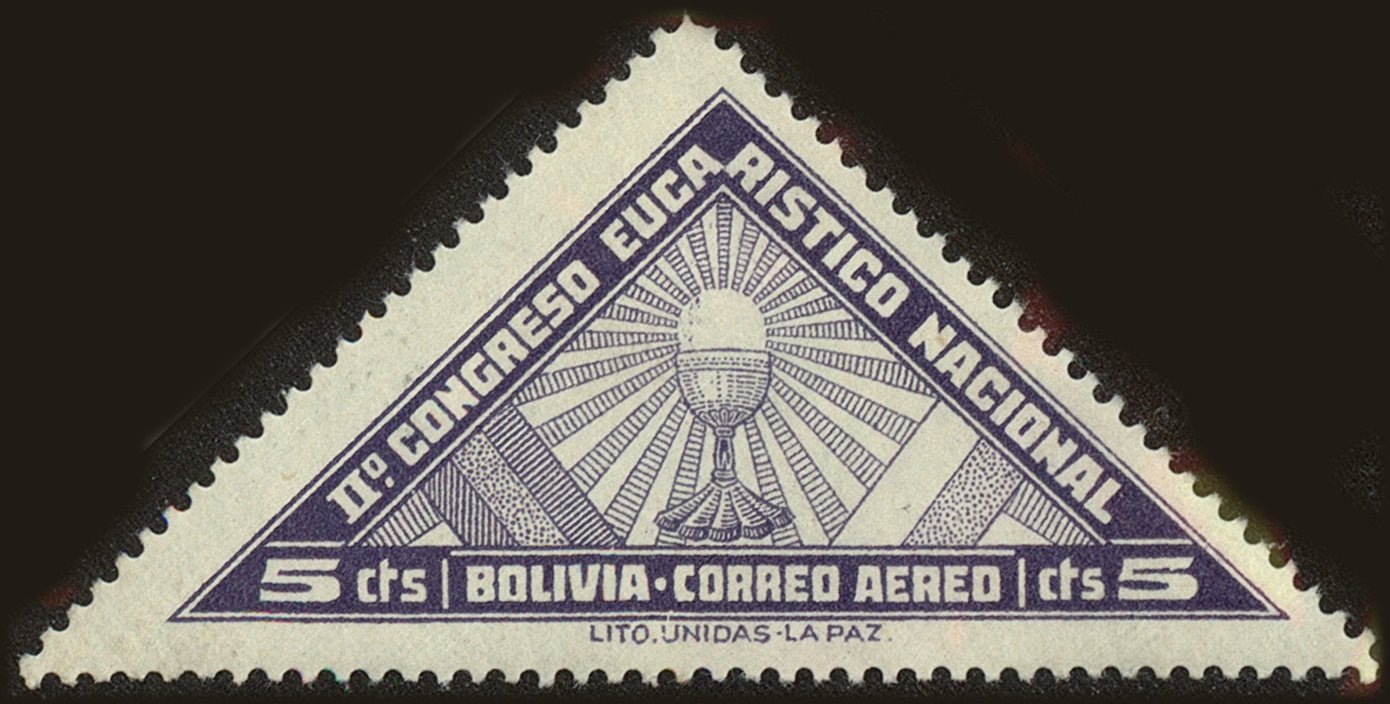 IIº CONGRESO EUCARISTICO NACIONAL
5 cts BOLIVIA·CORREO AEREO cts 5
LITO.UNIDAS-LA PAZ.